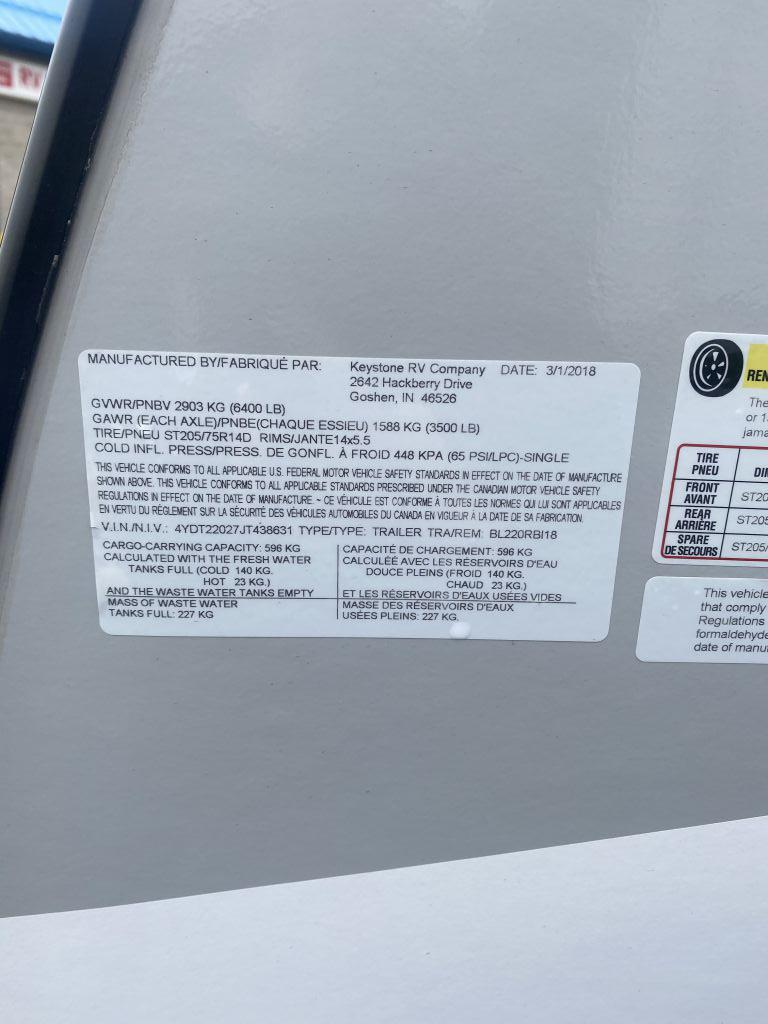 MANUFACTURED BY/FABRIQUÉ PAR: Keystone RV Company DATE: 3/1/2018
2642 Hackberry Drive
Goshen, IN 46526
GVWR/PNBV 2903 KG (6400 LB)
GAWR (EACH AXLE)/PNBE(CHAQUE ESSIEU) 1588 KG (3500 LB)
TIRE/PNEU ST205/75R14D RIMS/JANTE14x5.5
COLD INFL. PRESS/PRESS. DE GONFL. À FROID 448 KPA (65 PSI/LPC)-SINGLE
THIS VEHICLE CONFORMS TO ALL APPLICABLE U.S. FEDERAL MOTOR VEHICLE SAFETY STANDARDS IN EFFECT ON THE DATE OF MANUFACTURE
SHOWN ABOVE. THIS VEHICLE CONFORMS TO ALL APPLICABLE STANDARDS PRESCRIBED UNDER THE CANADIAN MOTOR VEHICLE SAFETY
REGULATIONS IN EFFECT ON THE DATE OF MANUFACTURE ~ CE VÉHICULE EST CONFORME À TOUTES LES NORMES QUI LUI SONT APPLICABLES
EN VERTU DU RÉGLEMENT SUR LA SÉCURITÉ DES VÉHICULES AUTOMOBILES DU CANADA EN VIGUEUR À LA DATE DE SA FABRICATION.
V.I.N./N.I.V.: 4YDT22027JT438631 TYPE/TYPE: TRAILER TRA/REM: BL220RBI18
CARGO-CARRYING CAPACITY: 596 KG
CALCULATED WITH THE FRESH WATER
TANKS FULL (COLD 140 KG.
HOT 23 KG.)
AND THE WASTE WATER TANKS EMPTY
MASS OF WASTE WATER
TANKS FULL: 227 KG
CAPACITÉ DE CHARGEMENT: 596 KG
CALCULÉE AVEC LES RÉSERVOIRS D'EAU
DOUCE PLEINS (FROID 140 KG.
CHAUD 23 KG.)
ET LES RÉSERVOIRS D'EAUX USÉES VIDES
MASSE DES RÉSERVOIRS D'EAUX
USÉES PLEINS: 227 KG.
REN
The
or 1
jama
TIRE
PNEU
DI
FRONT
AVANT
ST20
REAR
ARRIÈRE
ST205
SPARE
DE SECOURS
ST205/
This vehicle
that comply
Regulations
formaldehyde
date of manu